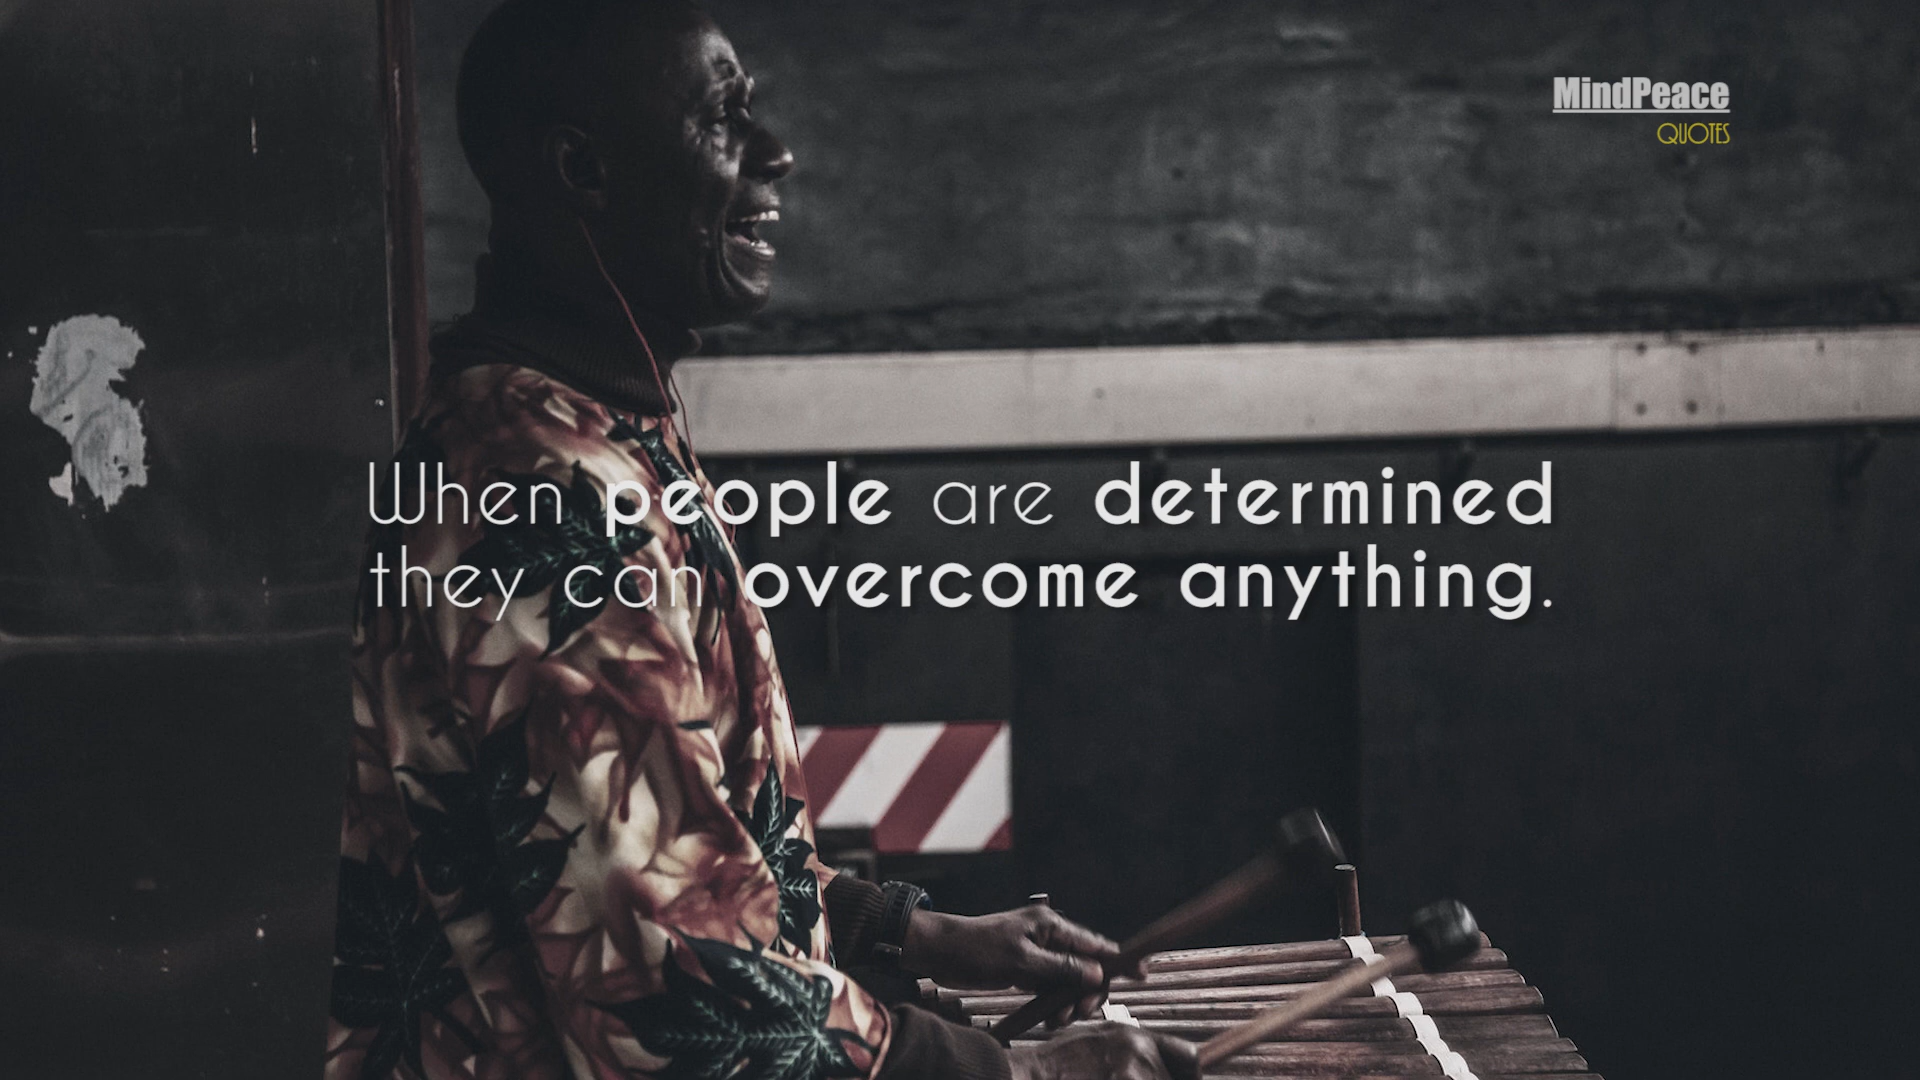 MindPeace
QUOTES
When people are determined
they can overcome anything.